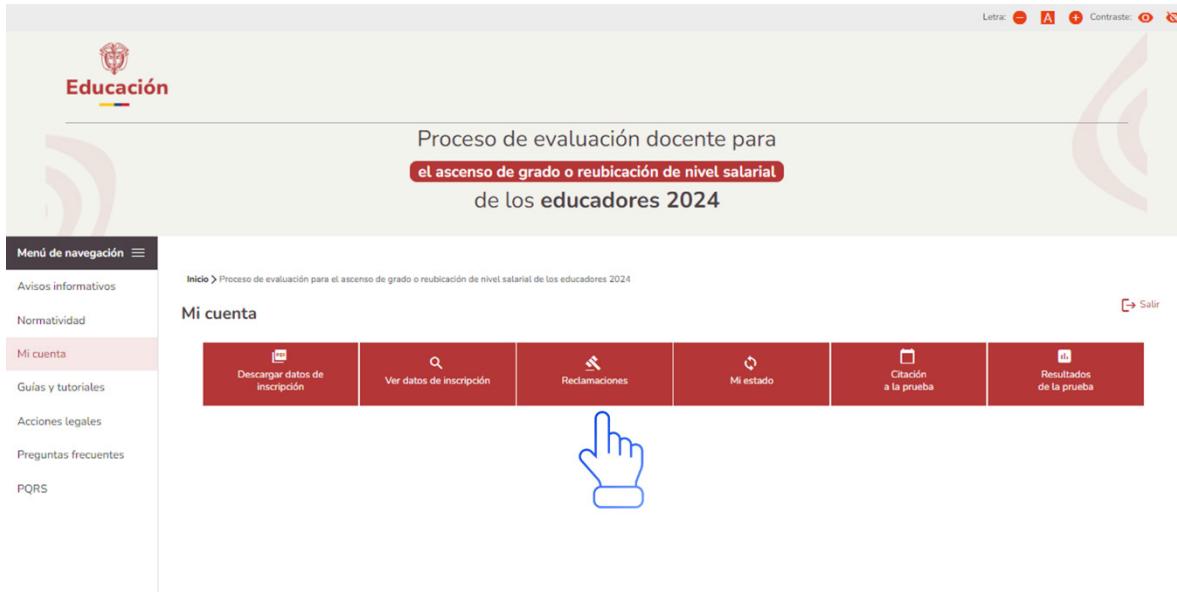 Letra: A Contraste:
Educación
Proceso de evaluación docente para
el ascenso de grado o reubicación de nivel salarial
de los educadores 2024
Menú de navegación
Avisos informativos
Normatividad
Mi cuenta
Guías y tutoriales
Acciones legales
Preguntas frecuentes
PQRS
Inicio > Proceso de evaluación para el ascenso de grado o reubicación de nivel salarial de los educadores 2024
Salir
Mi cuenta
PDF
Descargar datos de
inscripción
Ver datos de inscripción
Reclamaciones
Mi estado
Citación
a la prueba
Resultados
de la prueba